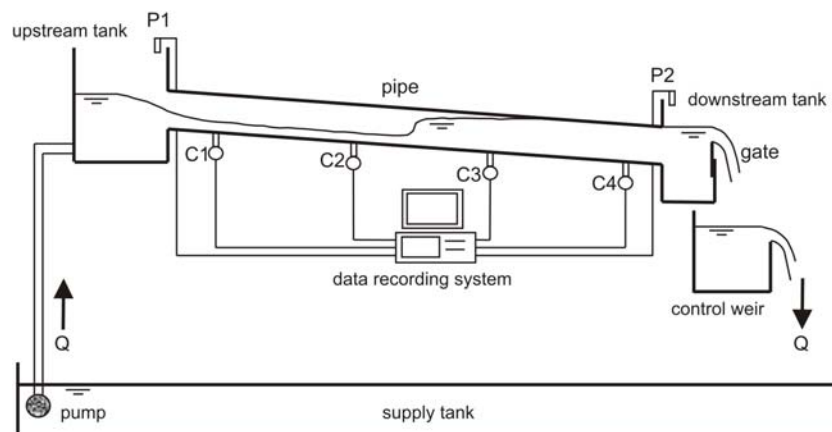 P1
upstream tank
pipe
P2
downstream tank
gate
C1
C2
C3
C4
data recording system
control weir
Q
Q
pump
supply tank